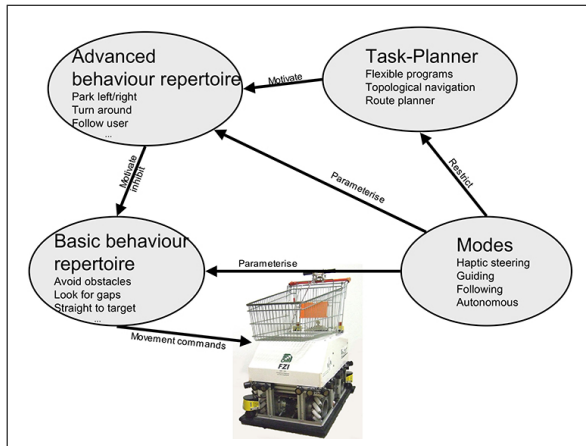 Advanced
behaviour repertoire
Park left/right
Turn around
Follow user
...
Task-Planner
Flexible programs
Topological navigation
Route planner
Motivate
Motivate
inhibit
Parameterise
Restrict
Basic behaviour
repertoire
Avoid obstacles
Look for gaps
Straight to target
...
Parameterise
Modes
Haptic steering
Guiding
Following
Autonomous
Movement commands
FZI